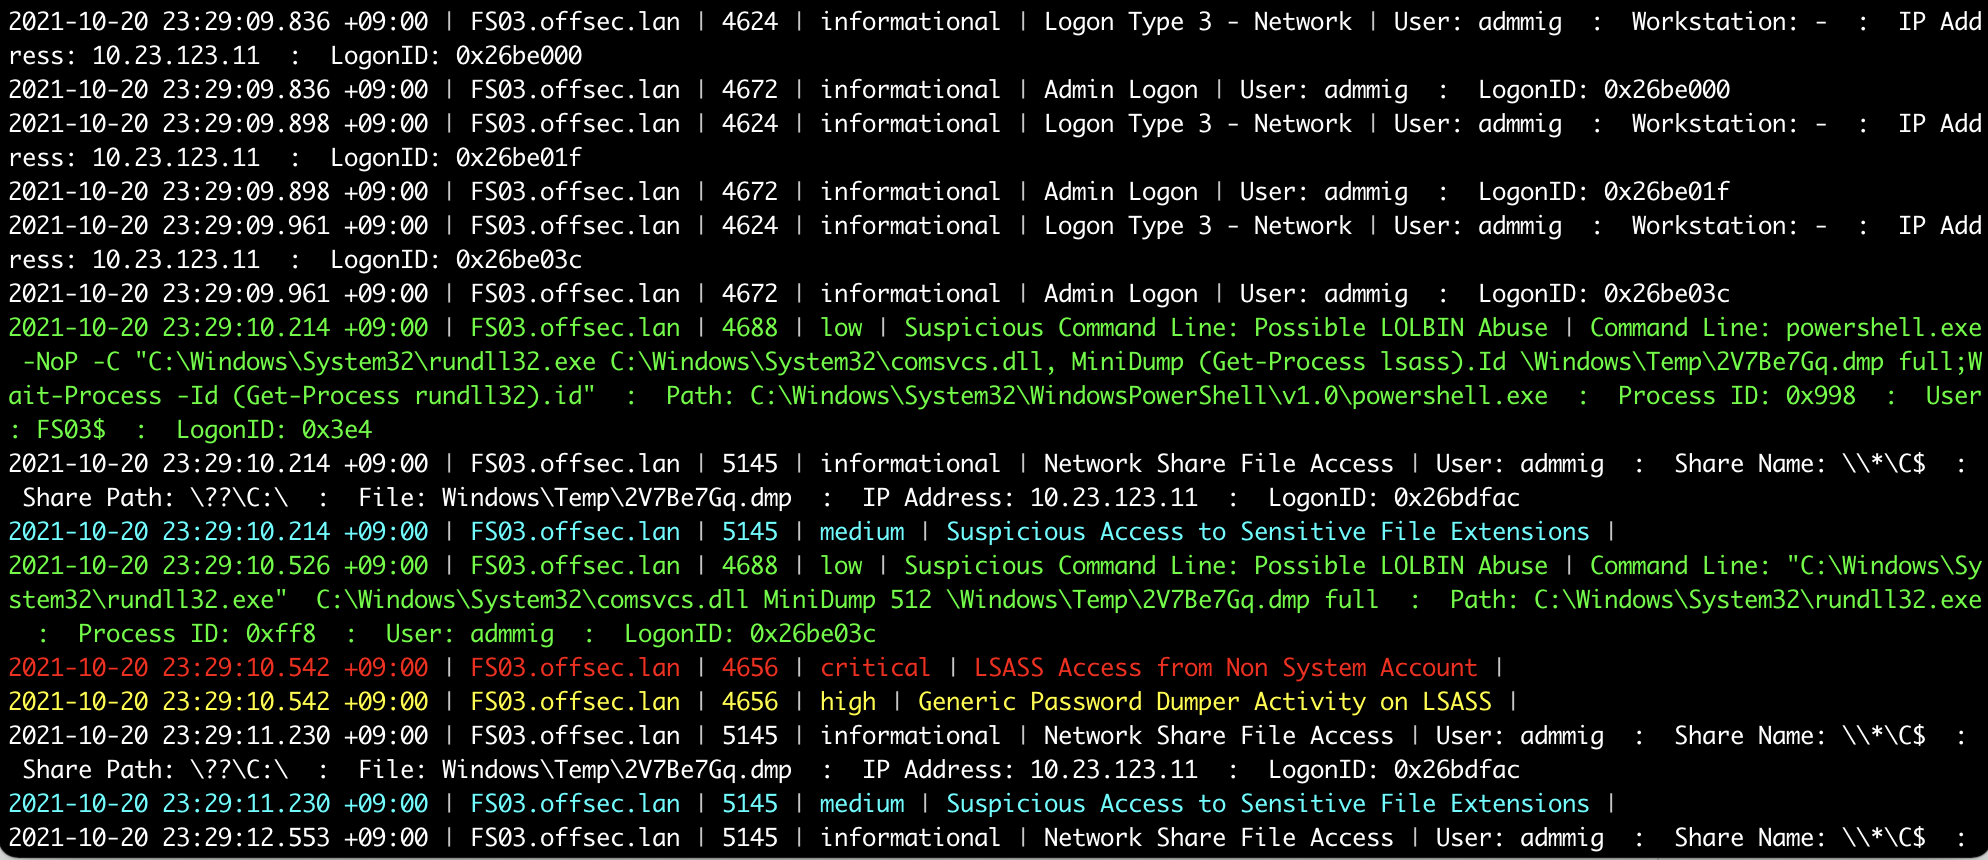 2021-10-20 23:29:09.836 +09:00 | FS03.offsec.lan | 4624 | informational | Logon Type 3 - Network | User: admmig  :  Workstation: -  :  IP Add
ress: 10.23.123.11  :  LogonID: 0x26be000
2021-10-20 23:29:09.836 +09:00 | FS03.offsec.lan | 4672 | informational | Admin Logon | User: admmig  :  LogonID: 0x26be000
2021-10-20 23:29:09.898 +09:00 | FS03.offsec.lan | 4624 | informational | Logon Type 3 - Network | User: admmig  :  Workstation: -  :  IP Add
ress: 10.23.123.11  :  LogonID: 0x26be01f
2021-10-20 23:29:09.898 +09:00 | FS03.offsec.lan | 4672 | informational | Admin Logon | User: admmig  :  LogonID: 0x26be01f
2021-10-20 23:29:09.961 +09:00 | FS03.offsec.lan | 4624 | informational | Logon Type 3 - Network | User: admmig  :  Workstation: -  :  IP Add
ress: 10.23.123.11  :  LogonID: 0x26be03c
2021-10-20 23:29:09.961 +09:00 | FS03.offsec.lan | 4672 | informational | Admin Logon | User: admmig  :  LogonID: 0x26be03c
2021-10-20 23:29:10.214 +09:00 | FS03.offsec.lan | 4688 | low | Suspicious Command Line: Possible LOLBIN Abuse | Command Line: powershell.exe
 -NoP -C "C:\Windows\System32\rundll32.exe C:\Windows\System32\comsvcs.dll, MiniDump (Get-Process lsass).Id \Windows\Temp\2V7Be7Gq.dmp full;W
ait-Process -Id (Get-Process rundll32).id"  :  Path: C:\Windows\System32\WindowsPowerShell\v1.0\powershell.exe  :  Process ID: 0x998  :  User
: FS03$  :  LogonID: 0x3e4
2021-10-20 23:29:10.214 +09:00 | FS03.offsec.lan | 5145 | informational | Network Share File Access | User: admmig  :  Share Name: \\*\C$  :
 Share Path: \??\C:\  :  File: Windows\Temp\2V7Be7Gq.dmp  :  IP Address: 10.23.123.11  :  LogonID: 0x26bdfac
2021-10-20 23:29:10.214 +09:00 | FS03.offsec.lan | 5145 | medium | Suspicious Access to Sensitive File Extensions |
2021-10-20 23:29:10.526 +09:00 | FS03.offsec.lan | 4688 | low | Suspicious Command Line: Possible LOLBIN Abuse | Command Line: "C:\Windows\Sy
stem32\rundll32.exe"  C:\Windows\System32\comsvcs.dll MiniDump 512 \Windows\Temp\2V7Be7Gq.dmp full  :  Path: C:\Windows\System32\rundll32.exe
  :  Process ID: 0xff8  :  User: admmig  :  LogonID: 0x26be03c
2021-10-20 23:29:10.542 +09:00 | FS03.offsec.lan | 4656 | critical | LSASS Access from Non System Account |
2021-10-20 23:29:10.542 +09:00 | FS03.offsec.lan | 4656 | high | Generic Password Dumper Activity on LSASS |
2021-10-20 23:29:11.230 +09:00 | FS03.offsec.lan | 5145 | informational | Network Share File Access | User: admmig  :  Share Name: \\*\C$  :
 Share Path: \??\C:\  :  File: Windows\Temp\2V7Be7Gq.dmp  :  IP Address: 10.23.123.11  :  LogonID: 0x26bdfac
2021-10-20 23:29:11.230 +09:00 | FS03.offsec.lan | 5145 | medium | Suspicious Access to Sensitive File Extensions |
2021-10-20 23:29:12.553 +09:00 | FS03.offsec.lan | 5145 | informational | Network Share File Access | User: admmig  :  Share Name: \\*\C$  :